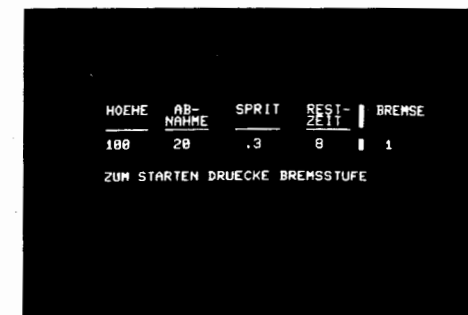 HOEHE AB- SPRIT REST- BREMSE
NAHME ZEIT
100 20 .3 8 1
ZUM STARTEN DRUECKE BREMSSTUFE